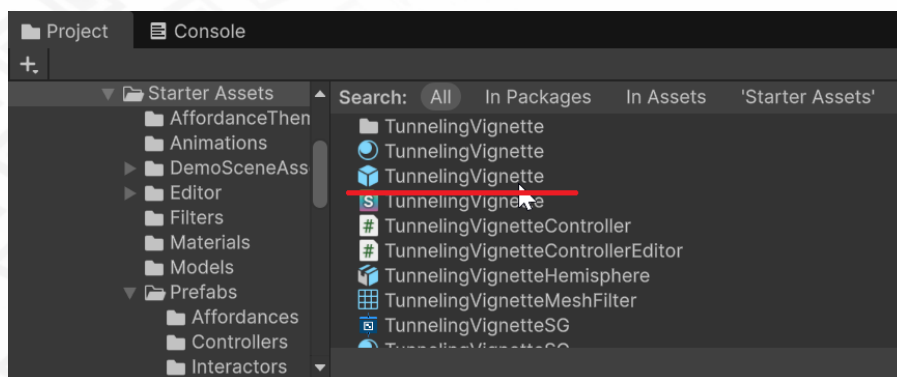 Project
Console
Starter Assets
AffordanceThem
Animations
DemoSceneAss
Editor
Filters
Materials
Models
Prefabs
Affordances
Controllers
Interactors
Search: All In Packages In Assets 'Starter Assets'
TunnelingVignette
TunnelingVignette
TunnelingVignette
TunnelingVignette
TunnelingVignetteController
TunnelingVignetteControllerEditor
TunnelingVignetteHemisphere
TunnelingVignetteMeshFilter
TunnelingVignetteSG